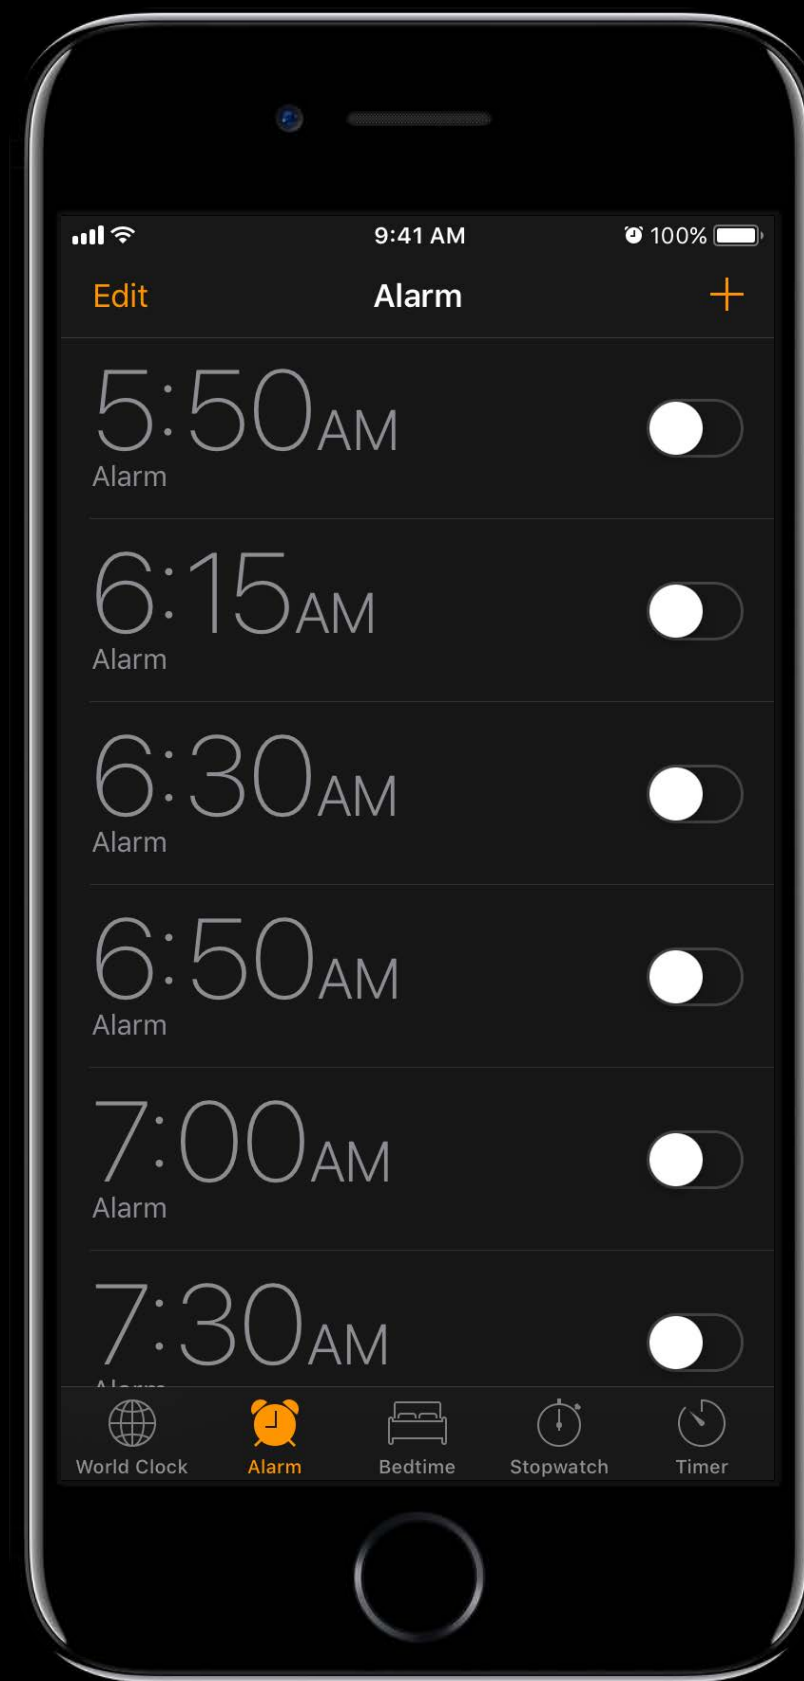 9:41 AM 100%
Edit Alarm +
5:50AM
Alarm
6:15AM
Alarm
6:30AM
Alarm
6:50AM
Alarm
7:00AM
Alarm
7:30AM
World Clock Alarm Bedtime Stopwatch Timer